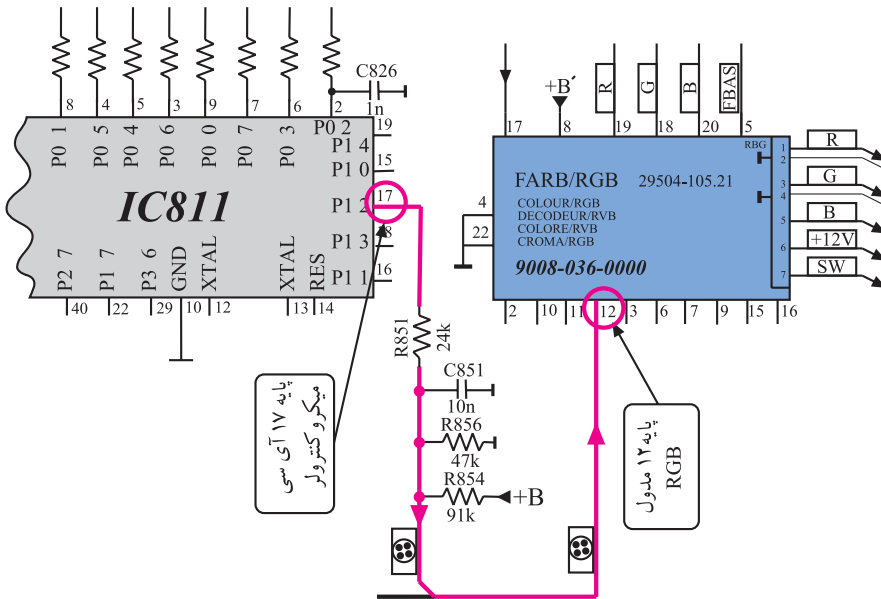 C826
1n
8
4
5
3
9
7
6
2
P0 1
P0 5
P0 4
P0 6
P0 0
P0 7
P0 3
P0 2
P1 4
19
P1 0
15
P1 2
17
P1 3
8
P1 1
16
IC811
P2 7
P1 7
P3 6
GND
XTAL
XTAL
RES
40
22
29
10
12
13
14
R851
24k
C851
10n
R856
47k
R854
91k
+B
پایه ۱۷ آی سی
میکرو کنترولر
+B′
R
G
B
FBAS
17
8
19
18
20
5
4
22
FARB/RGB 29504-105.21
COLOUR/RGB
DECODEUR/RVB
COLORE/RVB
CROMA/RGB
9008-036-0000
RBG
1
2
3
4
5
6
7
R
G
B
+12V
SW
2
10
11
12
3
6
7
9
15
16
پایه ۱۲ مدول
RGB